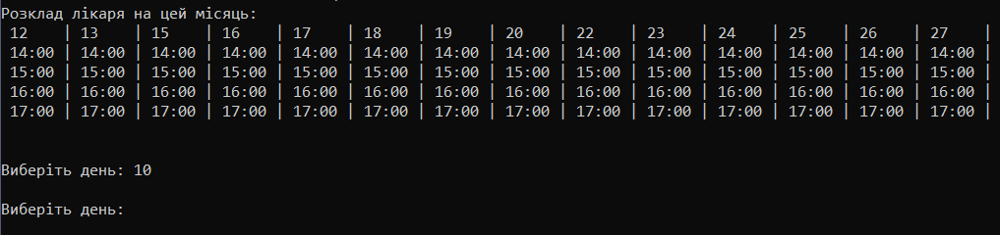 Розклад лікаря на цей місяць:
12 | 13 | 15 | 16 | 17 | 18 | 19 | 20 | 22 | 23 | 24 | 25 | 26 | 27 |
14:00 | 14:00 | 14:00 | 14:00 | 14:00 | 14:00 | 14:00 | 14:00 | 14:00 | 14:00 | 14:00 | 14:00 | 14:00 | 14:00 |
15:00 | 15:00 | 15:00 | 15:00 | 15:00 | 15:00 | 15:00 | 15:00 | 15:00 | 15:00 | 15:00 | 15:00 | 15:00 | 15:00 |
16:00 | 16:00 | 16:00 | 16:00 | 16:00 | 16:00 | 16:00 | 16:00 | 16:00 | 16:00 | 16:00 | 16:00 | 16:00 | 16:00 |
17:00 | 17:00 | 17:00 | 17:00 | 17:00 | 17:00 | 17:00 | 17:00 | 17:00 | 17:00 | 17:00 | 17:00 | 17:00 | 17:00 |
Виберіть день: 10
Виберіть день: